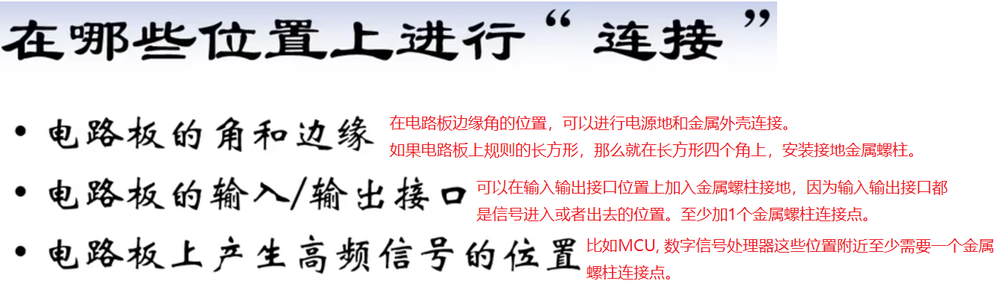 在哪些位置上进行“连接”
• 电路板的角和边缘
在电路板边缘角的位置，可以进行电源地和金属外壳连接。
如果电路板上规则的长方形，那么就在长方形四个角上，安装接地金属螺柱。
• 电路板的输入/输出接口
可以在输入输出接口位置上加入金属螺柱接地，因为输入输出接口都
是信号进入或者出去的位置。至少加1个金属螺柱连接点。
• 电路板上产生高频信号的位置
比如MCU, 数字信号处理器这些位置附近至少需要一个金属
螺柱连接点。